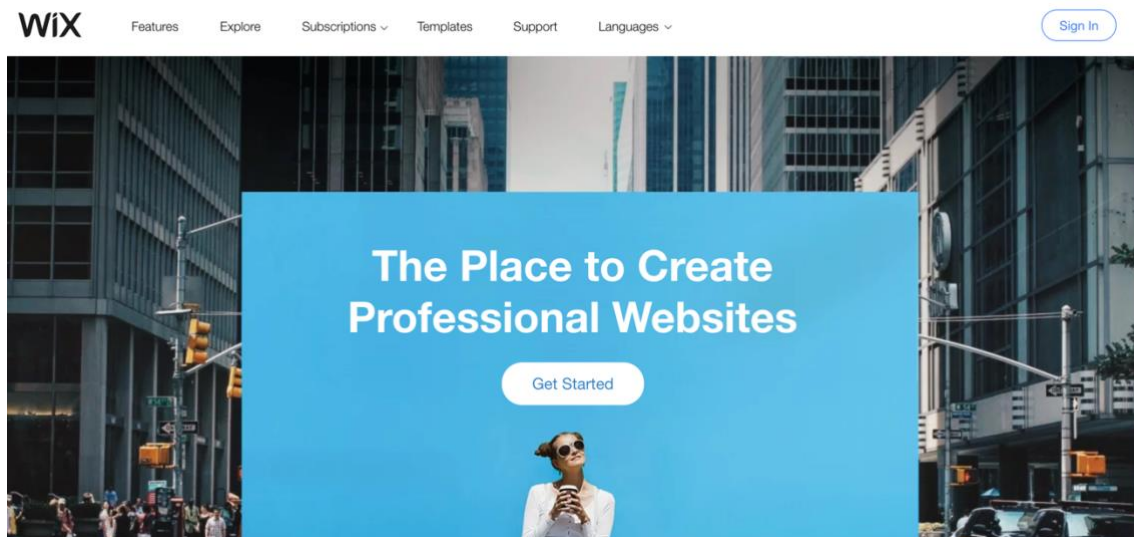 WiX
Features Explore Subscriptions Templates Support Languages
Sign In
The Place to Create
Professional Websites
Get Started